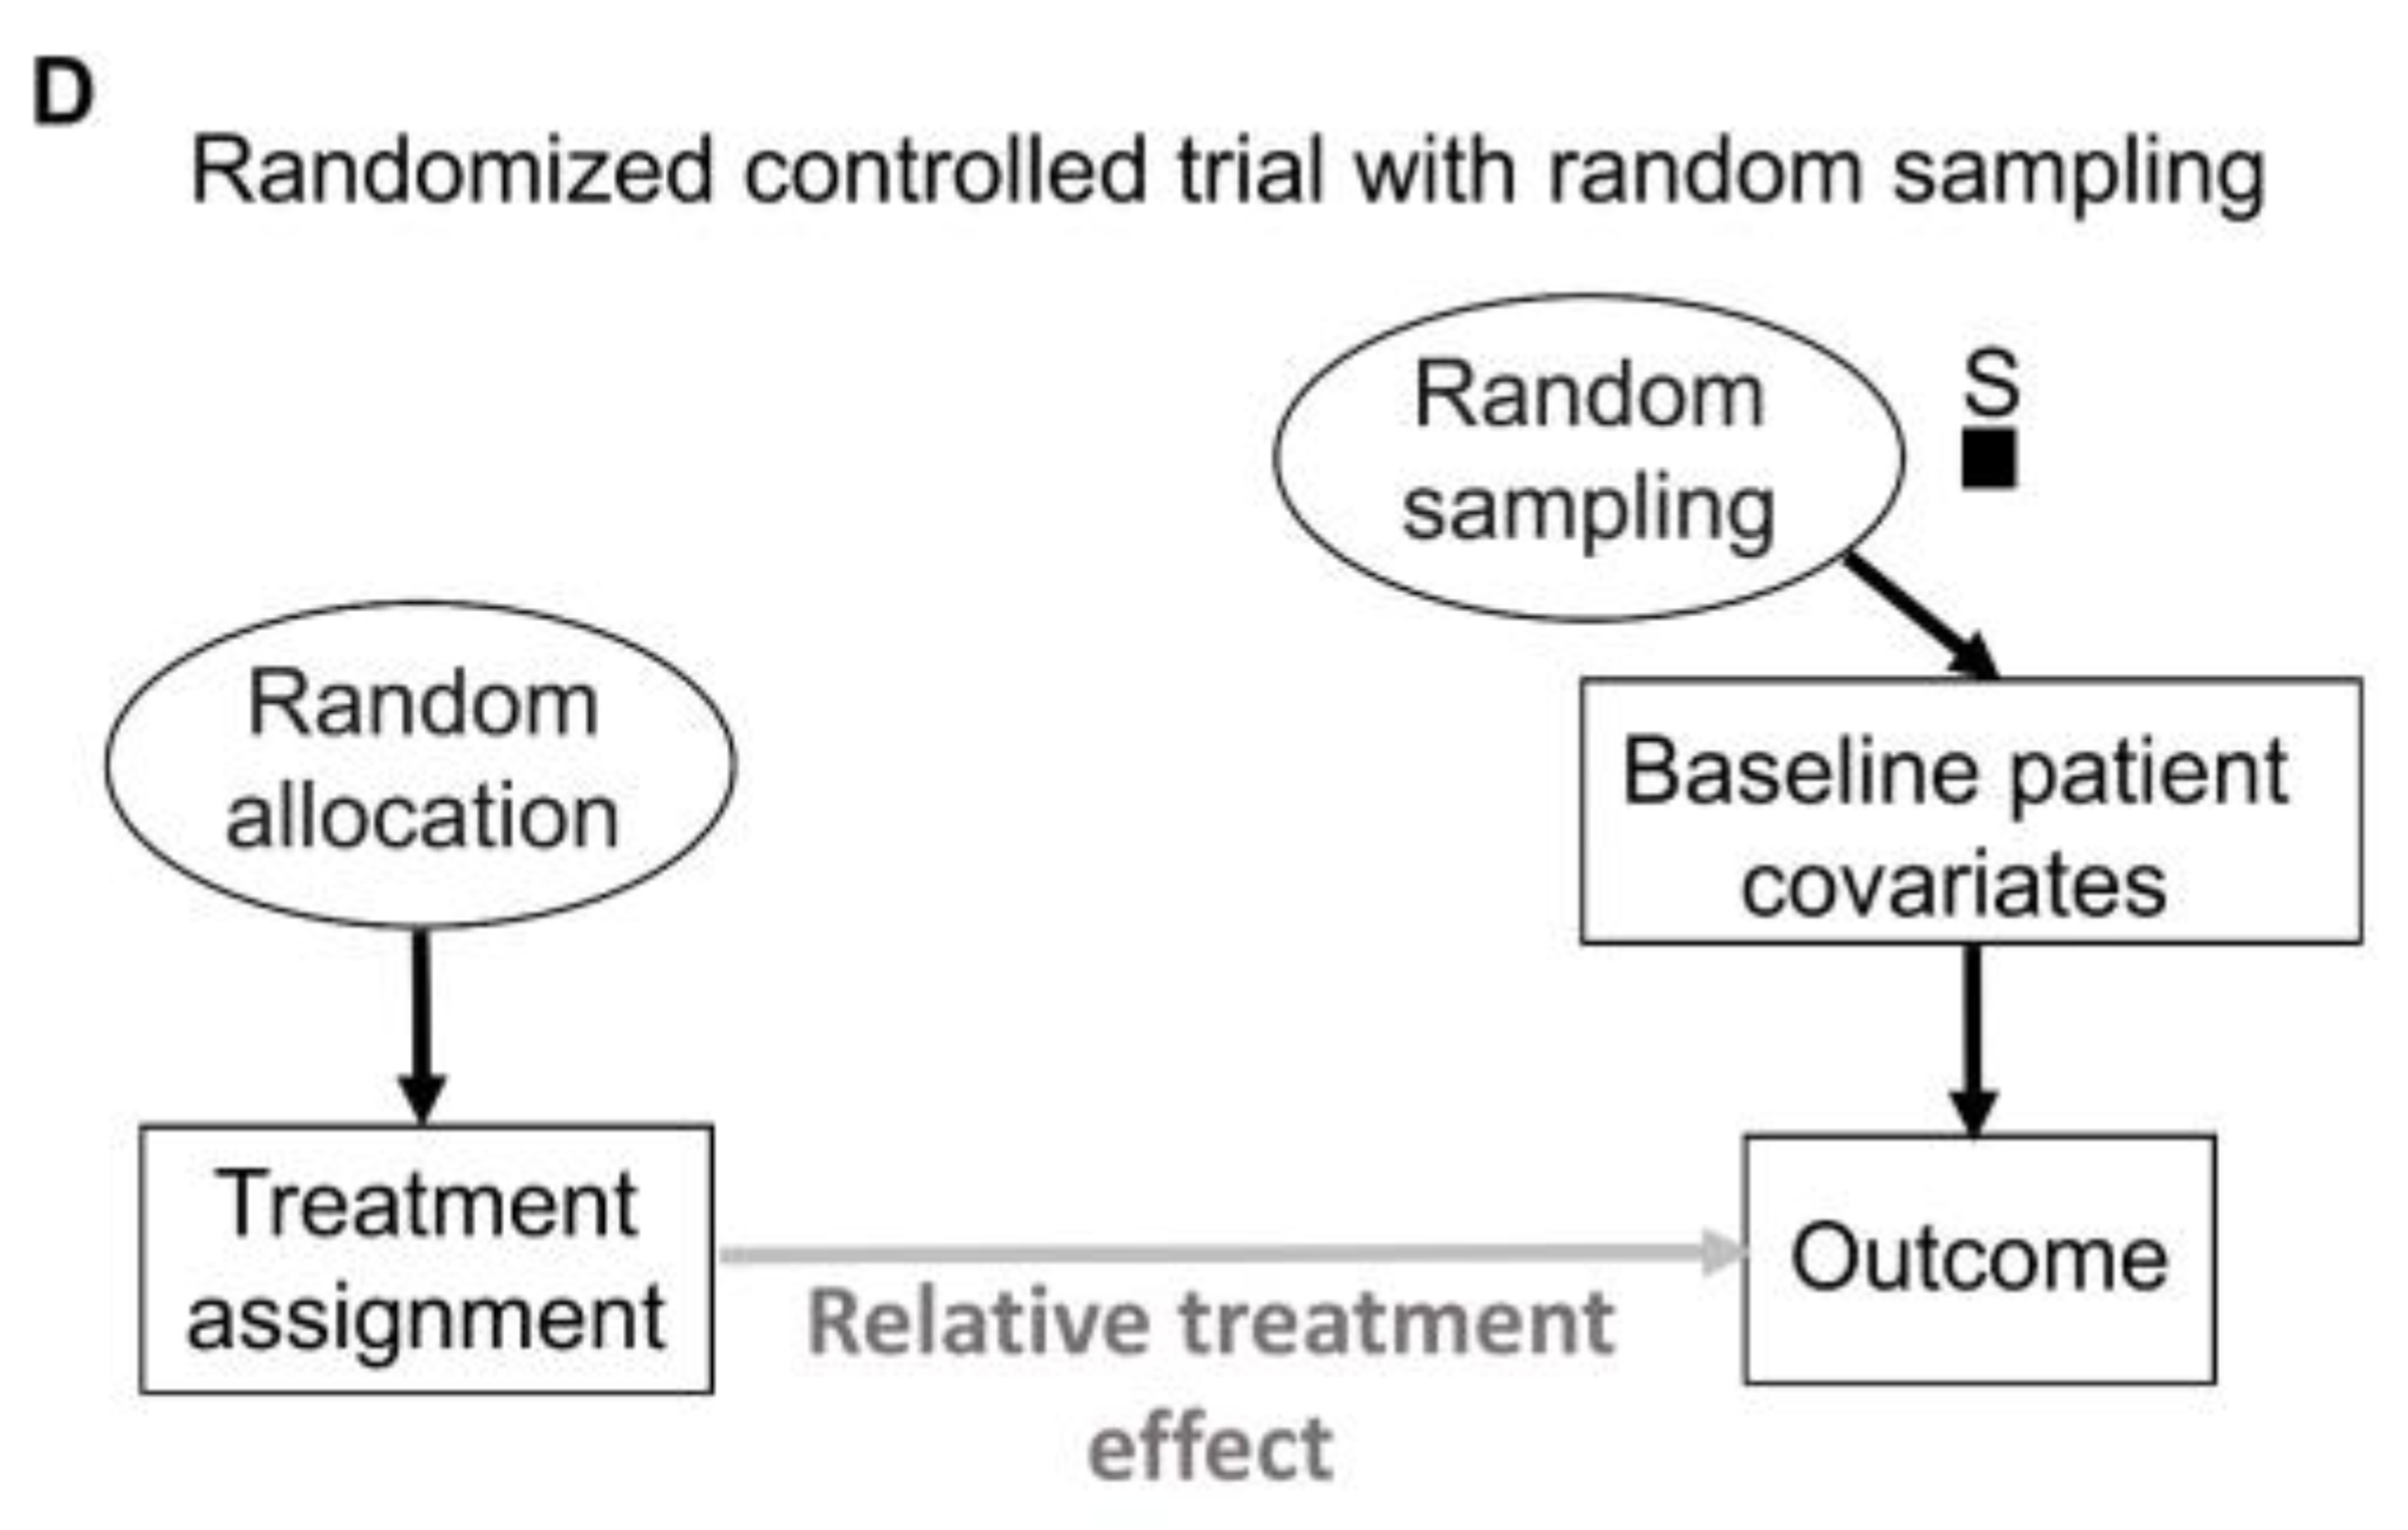 D
Randomized controlled trial with random sampling
Random
sampling
S
Random
allocation
Baseline patient
covariates
Treatment
assignment
Outcome
Relative treatment
effect